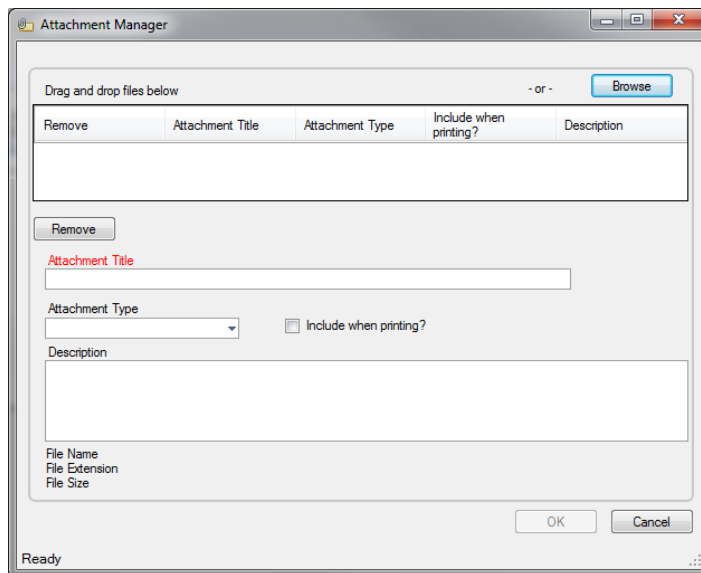 Attachment Manager
Drag and drop files below - or - Browse
Remove Attachment Title Attachment Type Include when printing? Description
Remove
Attachment Title
Attachment Type
Include when printing?
Description
File Name
File Extension
File Size
OK Cancel
Ready